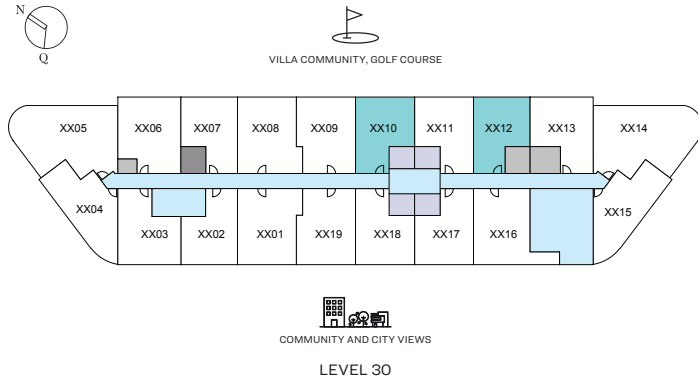 N
Q
VILLA COMMUNITY, GOLF COURSE
XX05 XX06 XX07 XX08 XX09 XX10 XX11 XX12 XX13 XX14
XX04 XX03 XX02 XX01 XX19 XX18 XX17 XX16 XX15
COMMUNITY AND CITY VIEWS
LEVEL 30